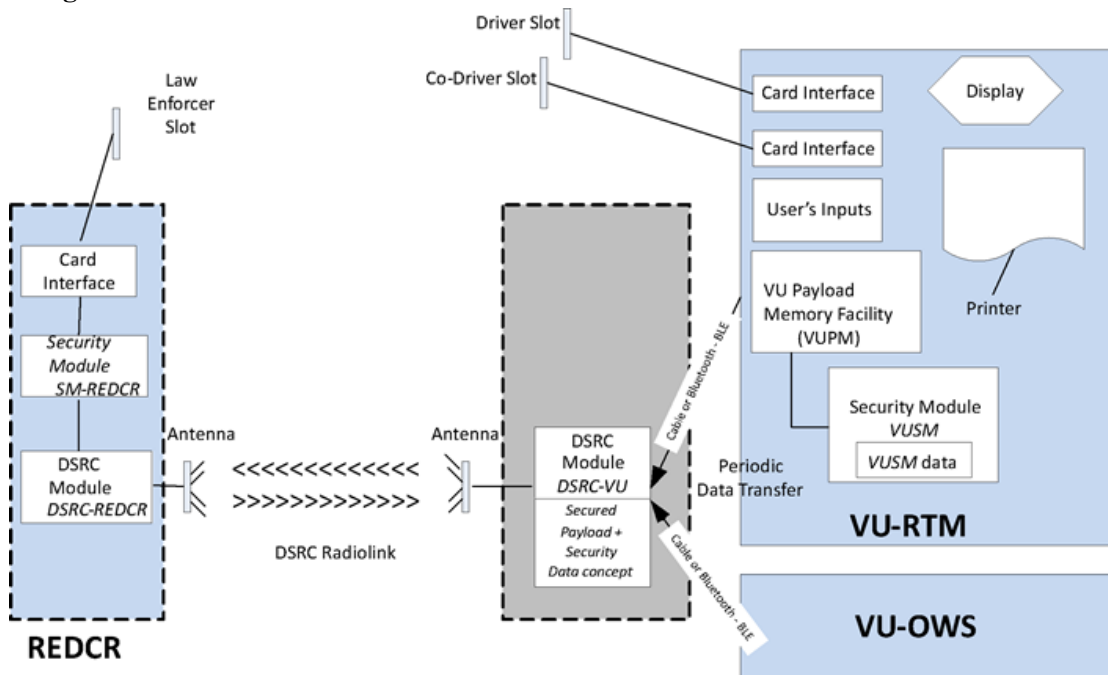 Driver Slot
Co-Driver Slot
Law
Enforcer
Slot
Card Interface
Display
Card Interface
User's Inputs
Card
Interface
VU Payload
Memory Facility
(VUPM)
Printer
Security
Module
SM-REDCR
Cable or Bluetooth - BLE
Security Module
VUSM
VUSM data
Antenna
Antenna
DSRC
Module
DSRC-REDCR
<<<<<<<<<<<<<
>>>>>>>>>>>>>
DSRC Radiolink
DSRC
Module
DSRC-VU
Secured
Payload +
Security
Data concept
Periodic
Data Transfer
VU-RTM
Cable or Bluetooth - BLE
REDCR
VU-OWS